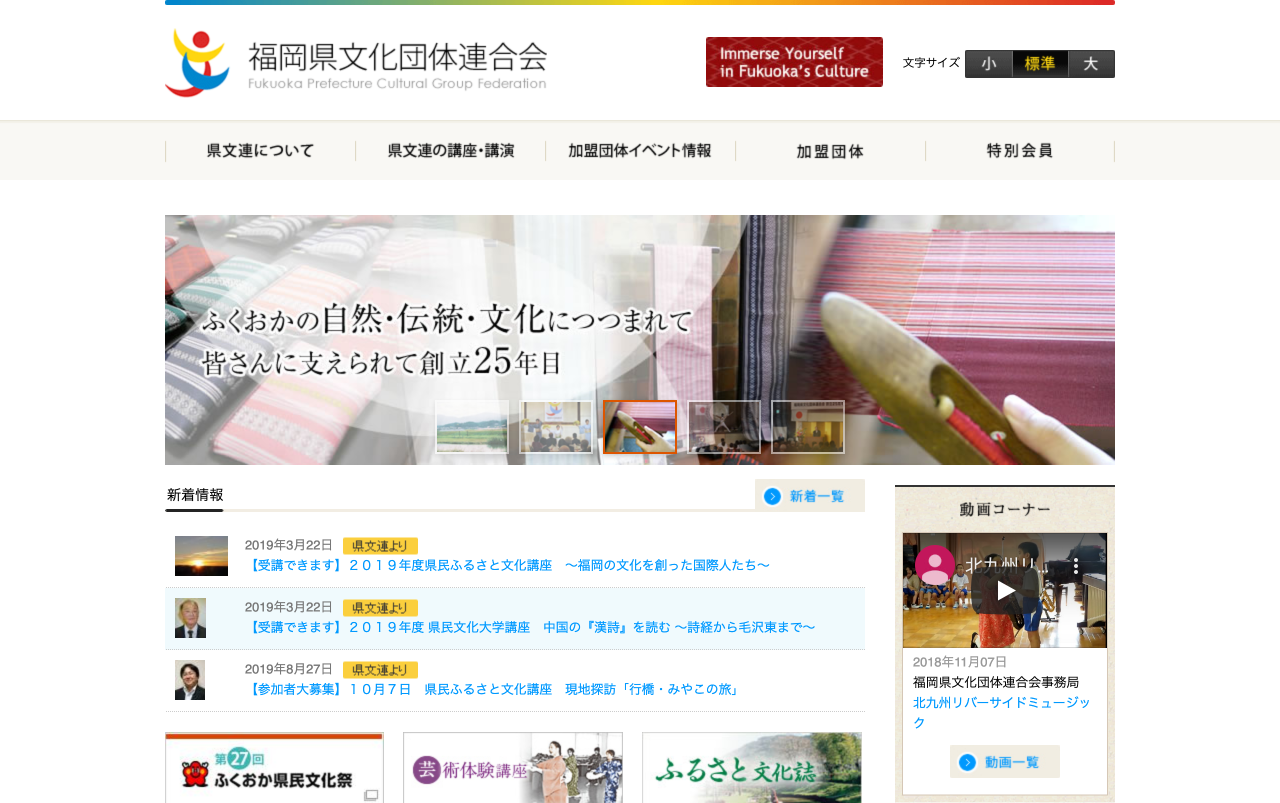 福岡県文化団体連合会
Fukuoka Prefecture Cultural Group Federation
Immerse Yourself
in Fukuoka's Culture
文字サイズ 小 標準 大
県文連について 県文連の講座・講演 加盟団体イベント情報 加盟団体 特別会員
ふくおかの自然・伝統・文化につつまれて
皆さんに支えられて創立25年目
新着情報
新着一覧
2019年3月22日 県文連より
【受講できます】２０１９年度県民ふるさと文化講座 ～福岡の文化を創った国際人たち～
2019年3月22日 県文連より
【受講できます】２０１９年度 県民文化大学講座 中国の『漢詩』を読む ～詩経から毛沢東まで～
2019年8月27日 県文連より
【参加者大募集】１０月７日 県民ふるさと文化講座 現地探訪「行橋・みやこの旅」
第27回
ふくおか県民文化祭
芸術体験講座
ふるさと文化誌
動画コーナー
北九州リ...
2018年11月07日
福岡県文化団体連合会事務局
北九州リバーサイドミュージッ
ク
動画一覧